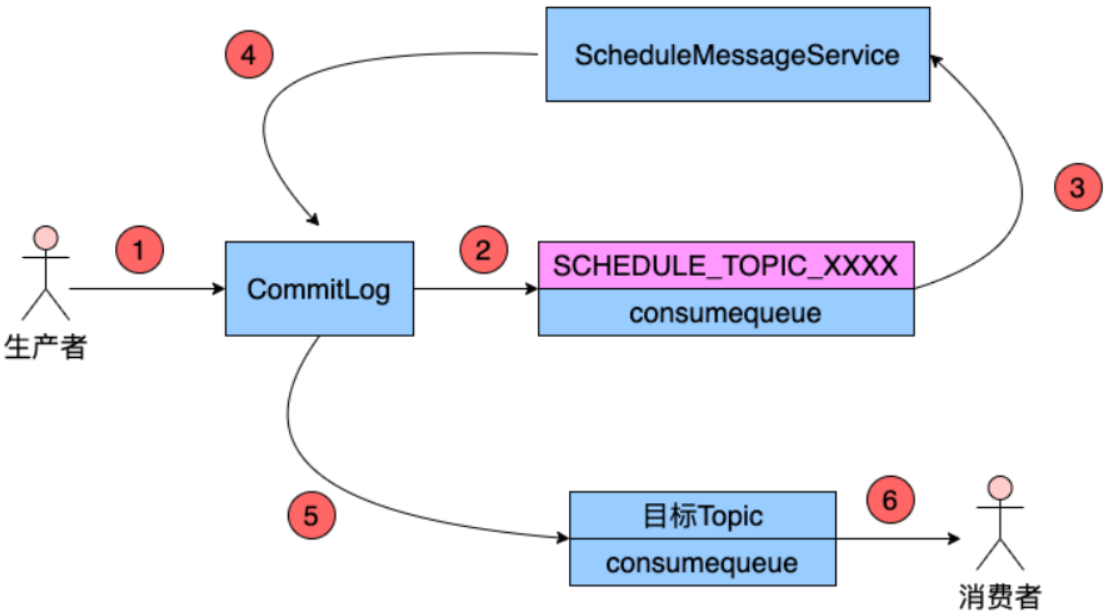 4
ScheduleMessageService
3
1
2
SCHEDULE_TOPIC_XXXX
CommitLog
consumequeue
生产者
5
目标Topic
6
consumequeue
消费者